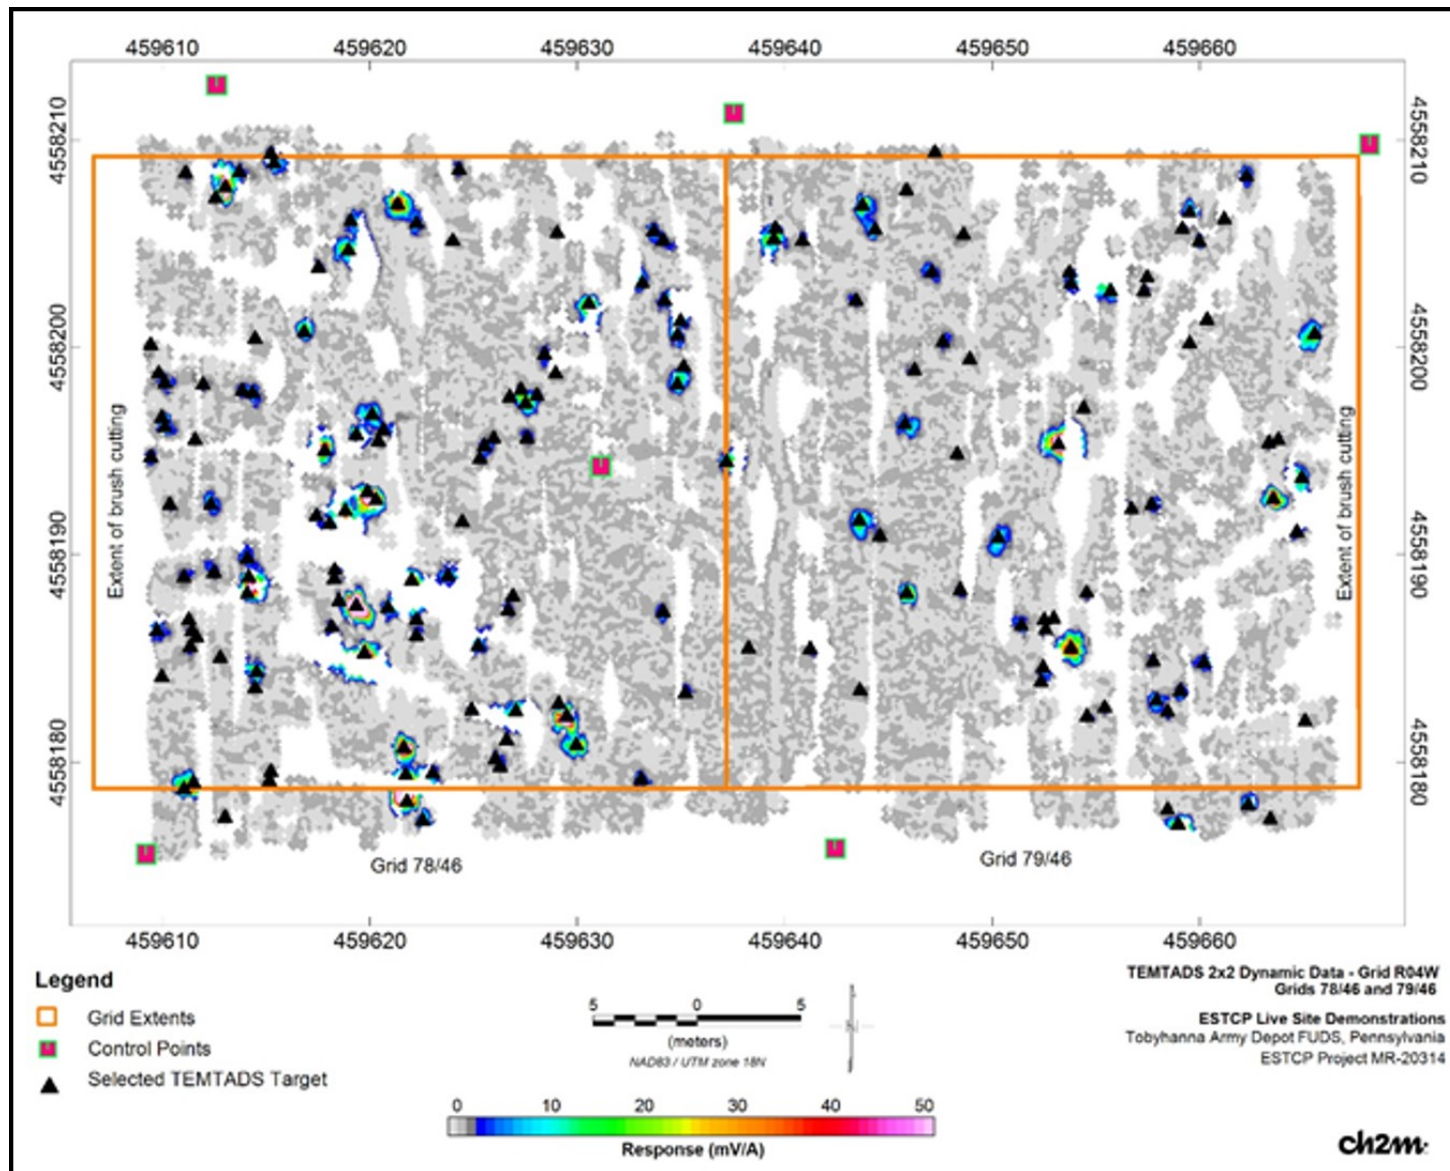 459610 459620 459630 459640 459650 459660
4558210 4558210
4558200 4558200
4558190 4558190
4558180 4558180
Extent of brush cutting
Extent of brush cutting
Grid 78/46
Grid 79/46
459610 459620 459630 459640 459650 459660
Legend
Grid Extents
Control Points
Selected TEMTADS Target
5 0 5
(meters)
NAD83 / UTM zone 18N
TEMTADS 2x2 Dynamic Data - Grid R04W
Grids 78/46 and 79/46
ESTCP Live Site Demonstrations
Tobyhanna Army Depot FUDS, Pennsylvania
ESTCP Project MR-20314
0 10 20 30 40 50
Response (mV/A)
ch2m: